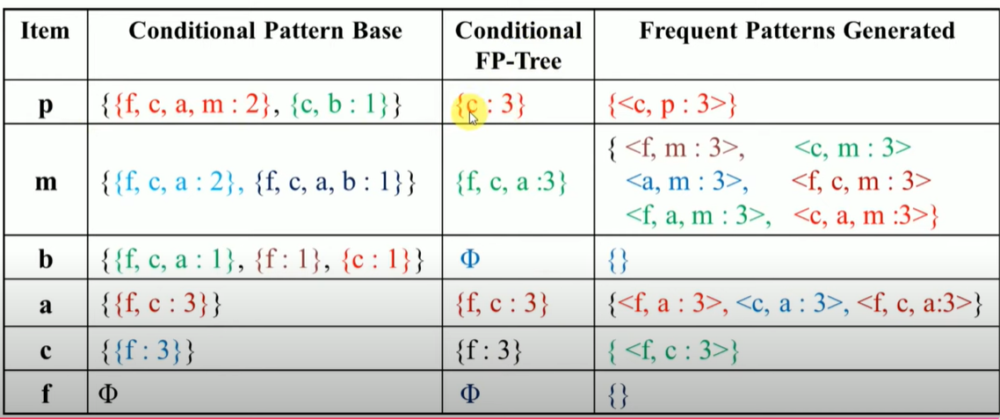 Item Conditional Pattern Base Conditional FP-Tree Frequent Patterns Generated
p {{f, c, a, m : 2}, {c, b : 1}} {c : 3} {<c, p : 3>}
m {{f, c, a : 2}, {f, c, a, b : 1}} {f, c, a :3} { <f, m : 3>, <c, m : 3>
<a, m : 3>, <f, c, m : 3>
<f, a, m : 3>, <c, a, m :3>}
b {{f, c, a : 1}, {f : 1}, {c : 1}} Φ {}
a {{f, c : 3}} {f, c : 3} {<f, a : 3>, <c, a : 3>, <f, c, a:3>}
c {{f : 3}} {f : 3} { <f, c : 3>}
f Φ Φ {}